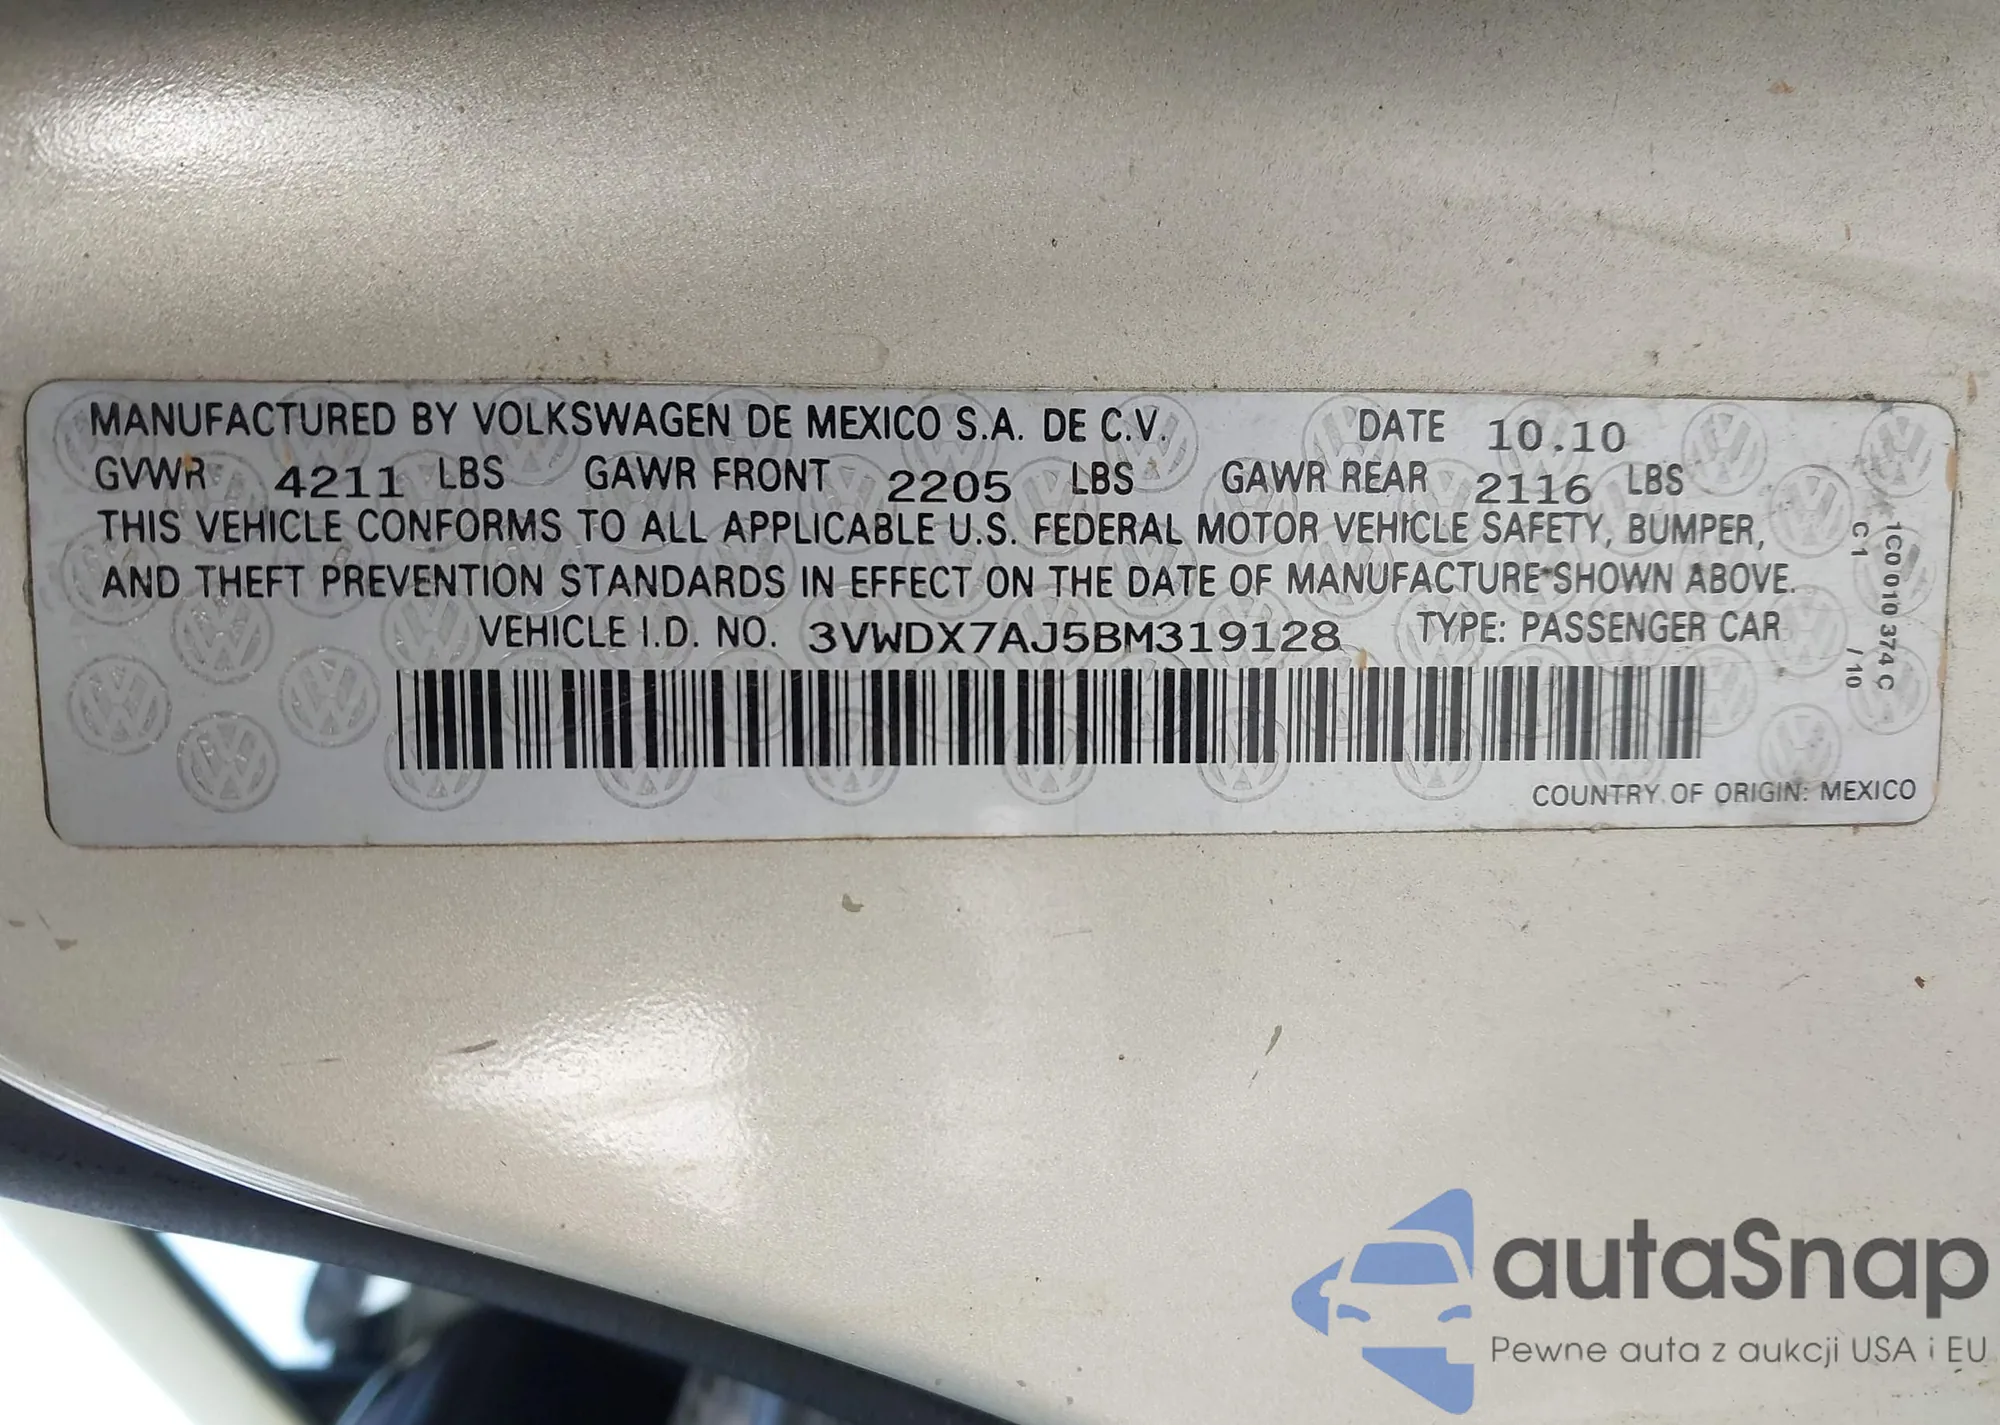 MANUFACTURED BY VOLKSWAGEN DE MEXICO S.A. DE C.V. DATE 10.10
GVWR 4211 LBS GAWR FRONT 2205 LBS GAWR REAR 2116 LBS
THIS VEHICLE CONFORMS TO ALL APPLICABLE U.S. FEDERAL MOTOR VEHICLE SAFETY, BUMPER,
AND THEFT PREVENTION STANDARDS IN EFFECT ON THE DATE OF MANUFACTURE SHOWN ABOVE.
VEHICLE I.D. NO. 3VWDX7AJ5BM319128 TYPE: PASSENGER CAR
COUNTRY OF ORIGIN: MEXICO
1C0 010 374 C
C 1 / 10
autaSnap
Pewne auta z aukcji USA i EU